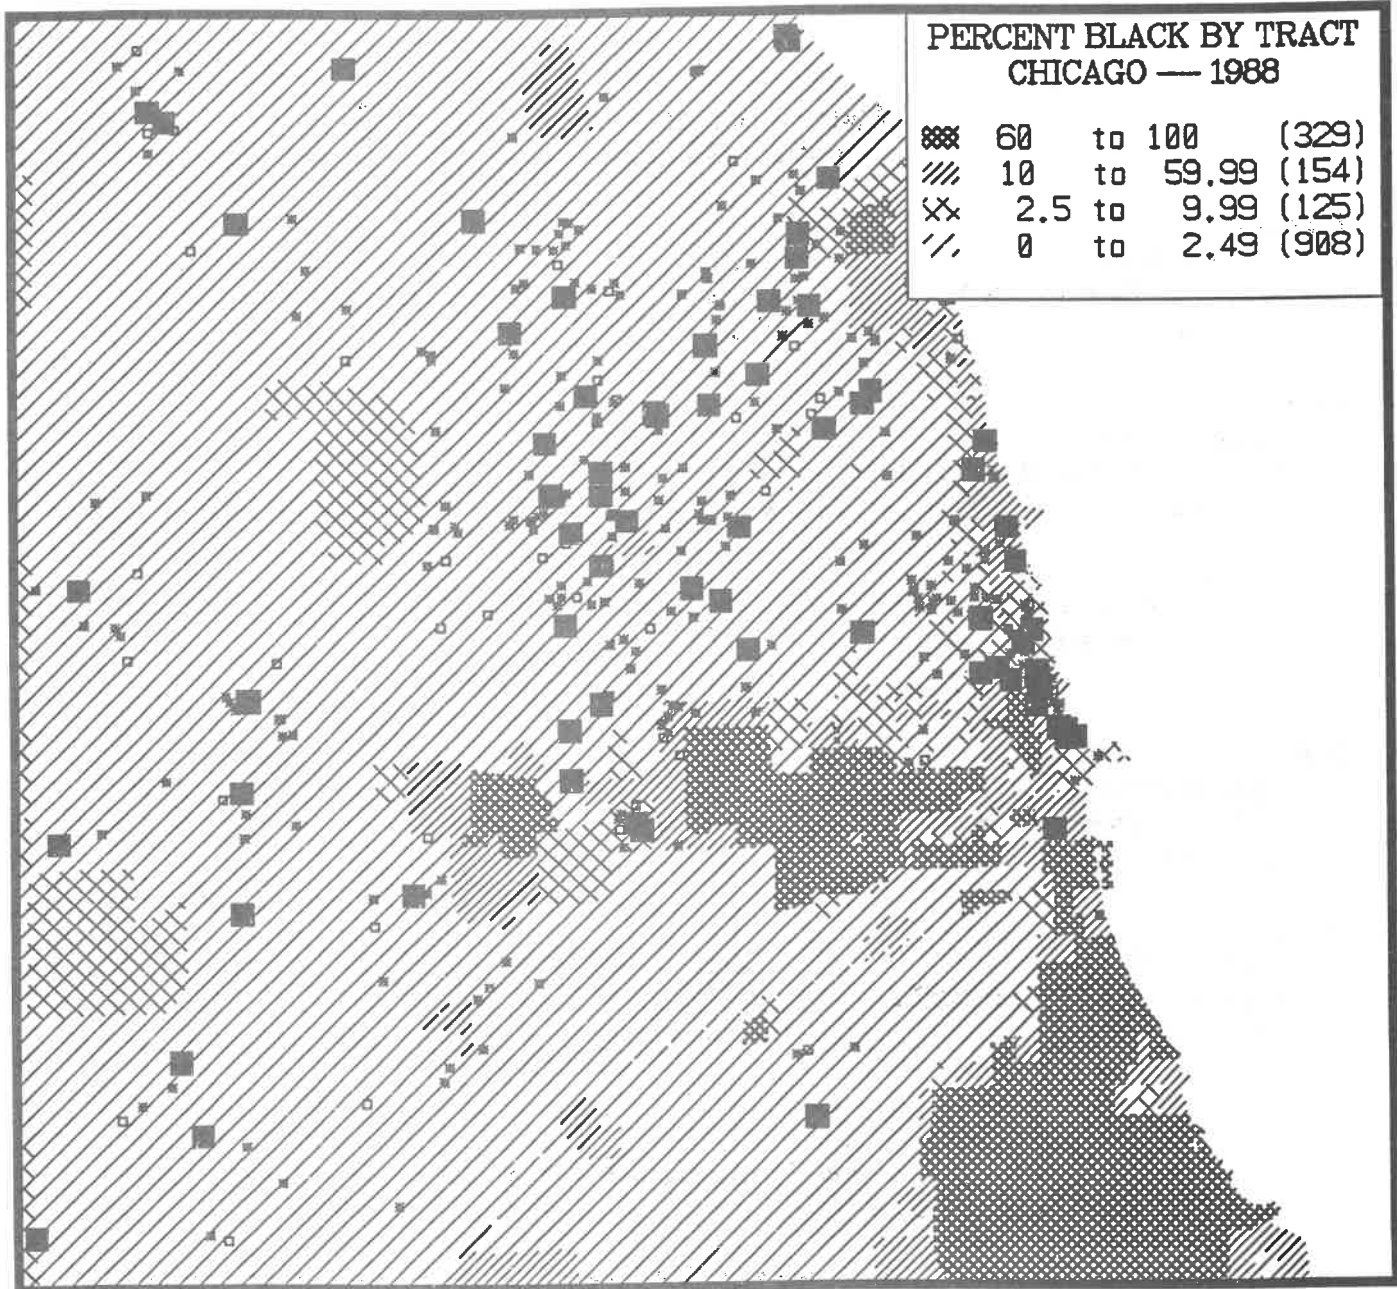 PERCENT BLACK BY TRACT
CHICAGO — 1988
60 to 100 (329)
10 to 59.99 (154)
2.5 to 9.99 (125)
0 to 2.49 (908)